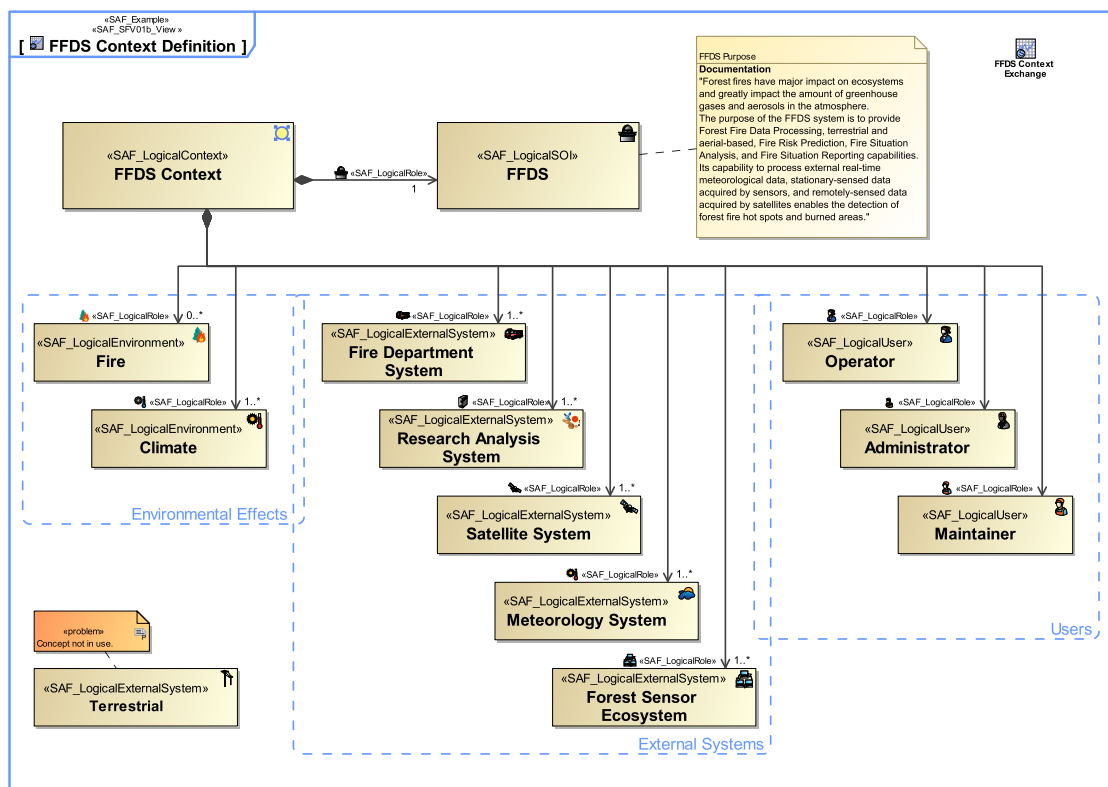 «SAF_Example»
«SAF_SFV01b_View »
[ FFDS Context Definition ]
FFDS Context
Exchange
FFDS Purpose
Documentation
"Forest fires have major impact on ecosystems
and greatly impact the amount of greenhouse
gases and aerosols in the atmosphere.
The purpose of the FFDS system is to provide
Forest Fire Data Processing, terrestrial and
aerial-based, Fire Risk Prediction, Fire Situation
Analysis, and Fire Situation Reporting capabilities.
Its capability to process external real-time
meteorological data, stationary-sensed data
acquired by sensors, and remotely-sensed data
acquired by satellites enables the detection of
forest fire hot spots and burned areas."
«SAF_LogicalContext»
FFDS Context
«SAF_LogicalRole»
1
«SAF_LogicalSOI»
FFDS
«SAF_LogicalRole» 0..*
«SAF_LogicalEnvironment»
Fire
«SAF_LogicalRole» 1..*
«SAF_LogicalEnvironment»
Climate
Environmental Effects
«SAF_LogicalRole» 1..*
«SAF_LogicalExternalSystem»
Fire Department
System
«SAF_LogicalRole» 1..*
«SAF_LogicalExternalSystem»
Research Analysis
System
«SAF_LogicalRole» 1..*
«SAF_LogicalExternalSystem»
Satellite System
«SAF_LogicalRole» 1..*
«SAF_LogicalExternalSystem»
Meteorology System
«SAF_LogicalRole» 1..*
«SAF_LogicalExternalSystem»
Forest Sensor
Ecosystem
External Systems
«SAF_LogicalRole»
«SAF_LogicalUser»
Operator
«SAF_LogicalRole»
«SAF_LogicalUser»
Administrator
«SAF_LogicalRole»
«SAF_LogicalUser»
Maintainer
Users
«problem»
Concept not in use.
«SAF_LogicalExternalSystem»
Terrestrial